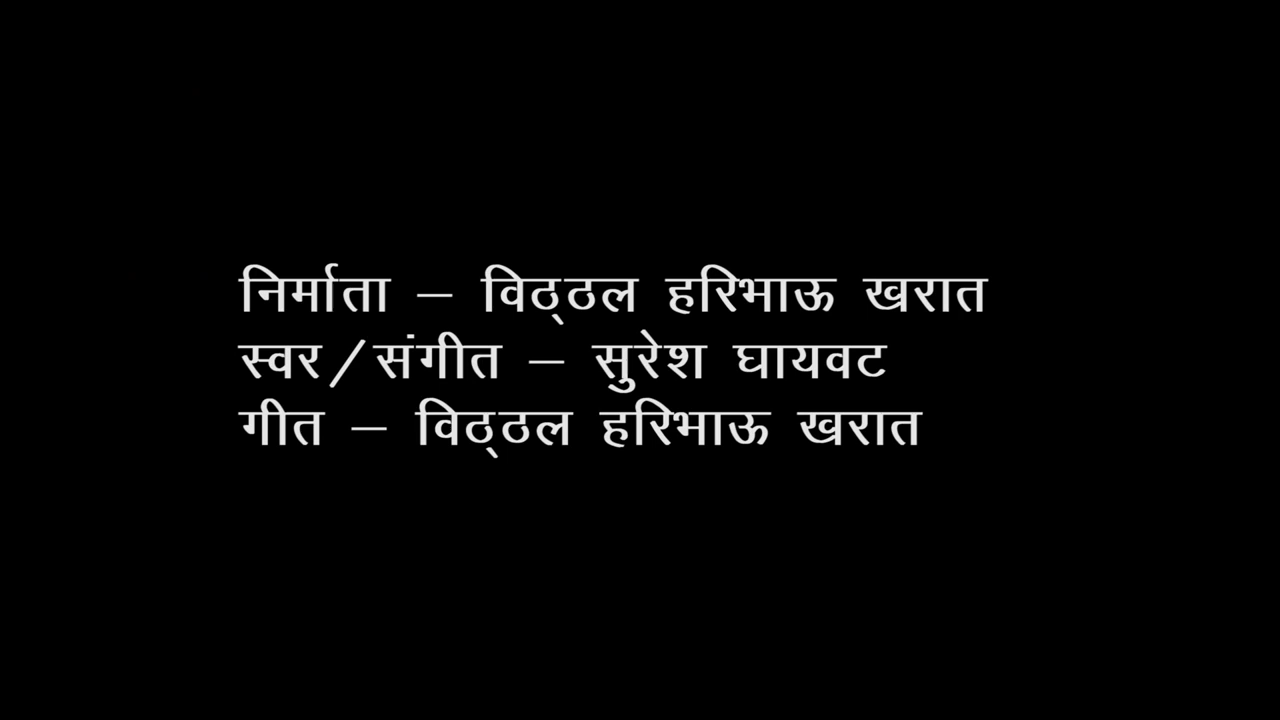 निर्माता – विठ्ठल हरिभाऊ खरात
स्वर/संगीत – सुरेश घायवट
गीत – विठ्ठल हरिभाऊ खरात